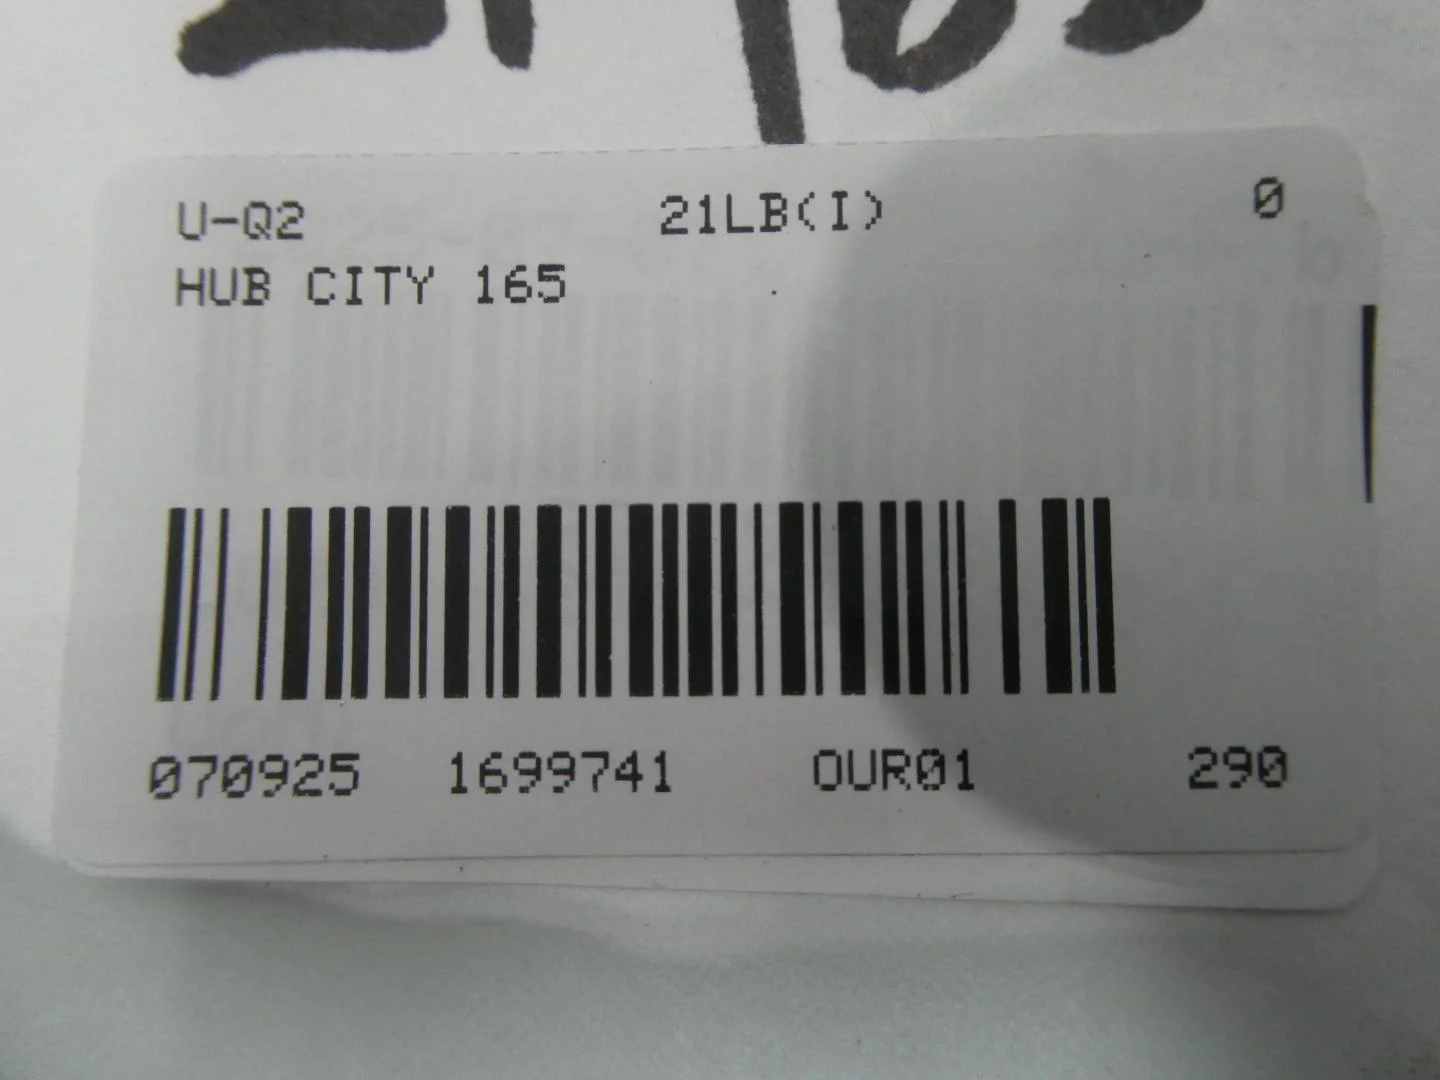 U-Q2 21LB(I) 0
HUB CITY 165
070925 1699741 OUR01 290